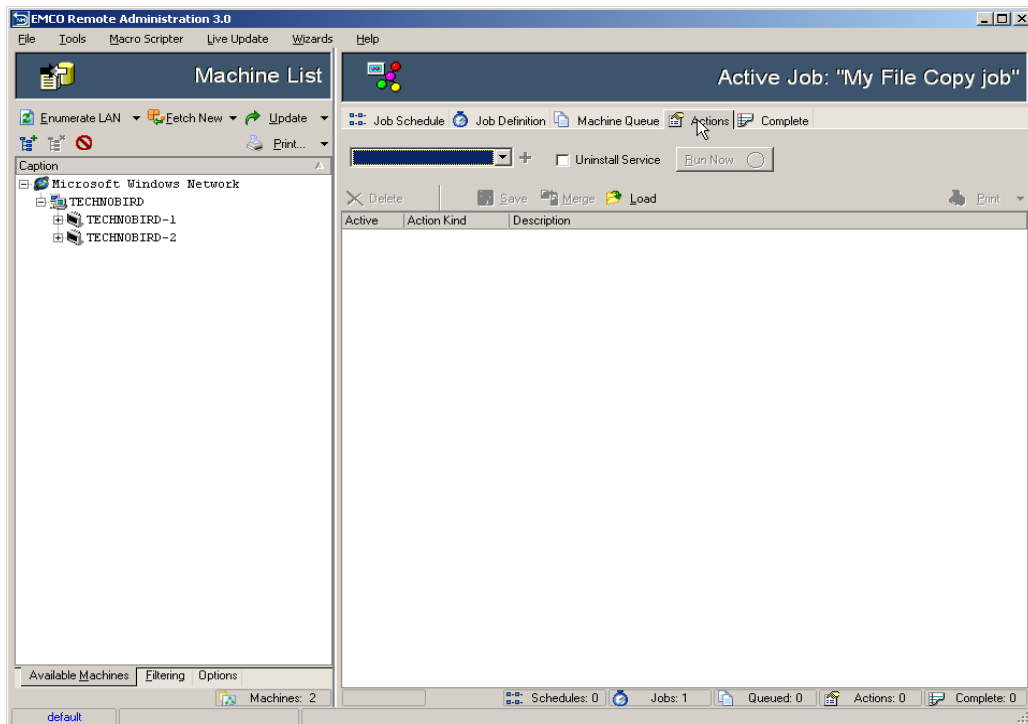 EMCO Remote Administration 3.0
File Tools Macro Scripter Live Update Wizards Help
Machine List
Active Job: "My File Copy job"
Enumerate LAN Fetch New Update
Print...
Job Schedule Job Definition Machine Queue Actions Complete
Uninstall Service Run Now
Caption
Microsoft Windows Network
TECHNOBIRD
TECHNOBIRD-1
TECHNOBIRD-2
Delete Save Merge Load Print
Active Action Kind Description
Available Machines Filtering Options
Machines: 2
Schedules: 0 Jobs: 1 Queued: 0 Actions: 0 Complete: 0
default